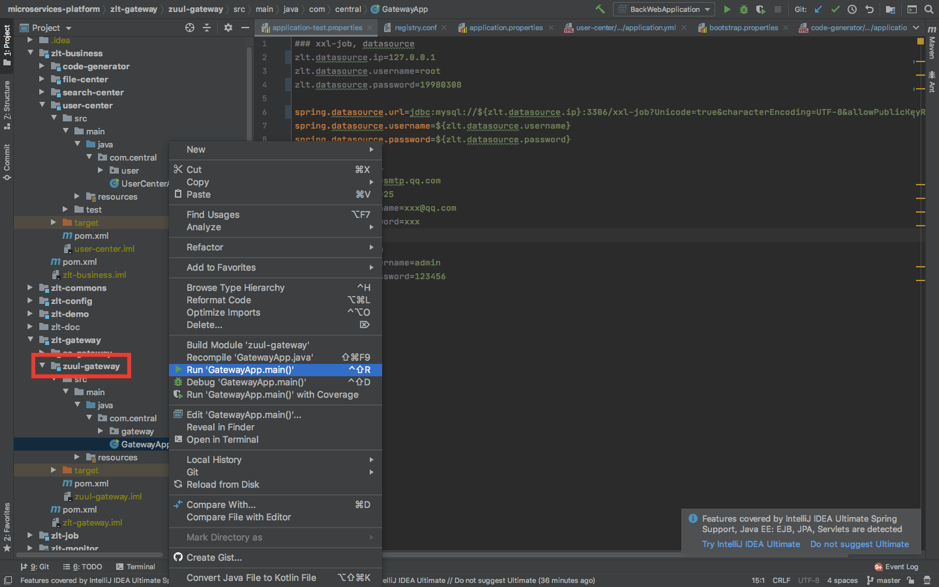 microservices-platform › zlt-gateway › zuul-gateway › src › main › java › com › central › GatewayApp
BackWebApplication
Git:
Project
application-test.properties
registry.conf
application.properties
user-center/.../application.yml
bootstrap.properties
code-generator/.../applicatio
1: Project
2: Structure
Commit
2: Favorites
Maven
Ant
.idea
zlt-business
code-generator
file-center
search-center
user-center
src
main
java
com.central
user
UserCenterA
resources
test
target
pom.xml
user-center.iml
pom.xml
zlt-business.iml
zlt-commons
zlt-config
zlt-demo
zlt-doc
zlt-gateway
zuul-gateway
src
main
java
com.central
gateway
GatewayApp
resources
target
pom.xml
zuul-gateway.iml
pom.xml
zlt-gateway.iml
zlt-job
zlt-monitor
1 ### xxl-job, datasource
2 zlt.datasource.ip=127.0.0.1
3 zlt.datasource.username=root
4 zlt.datasource.password=19980308
5
6 spring.datasource.url=jdbc:mysql://${zlt.datasource.ip}:3306/xxl-job?Unicode=true&characterEncoding=UTF-8&allowPublicKeyR
7 spring.datasource.username=${zlt.datasource.username}
8 spring.datasource.password=${zlt.datasource.password}
smtp.qq.com
25
name=xxx@qq.com
word=xxx
ername=admin
ssword=123456
New
Cut ⌘X
Copy
Paste ⌘V
Find Usages ⌥F7
Analyze
Refactor
Add to Favorites
Browse Type Hierarchy ^H
Reformat Code ⌥⌘L
Optimize Imports ^⌥O
Delete... ⌦
Build Module 'zuul-gateway'
Recompile 'GatewayApp.java' ⇧⌘F9
Run 'GatewayApp.main()' ^⇧R
Debug 'GatewayApp.main()' ^⇧D
Run 'GatewayApp.main()' with Coverage
Edit 'GatewayApp.main()'...
Reveal in Finder
Open in Terminal
Local History
Git
Reload from Disk
Compare With... ⌘D
Compare File with Editor
Mark Directory as
Create Gist...
Convert Java File to Kotlin File ⌥⇧⌘K
Features covered by IntelliJ IDEA Ultimate Spring
Support, Java EE: EJB, JPA, Servlets are detected
Try IntelliJ IDEA Ultimate Do not suggest Ultimate
9: Git 6: TODO Terminal
Event Log
Features covered by IntelliJ IDEA Ultimate Sp
elliJ IDEA Ultimate // Do not suggest Ultimate (36 minutes ago)
15:1 CRLF UTF-8 4 spaces master